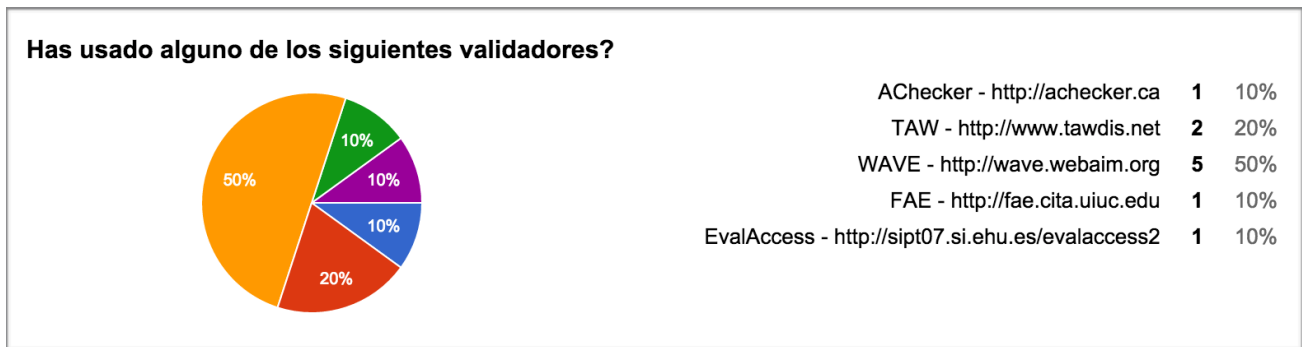 Has usado alguno de los siguientes validadores?
50%
10%
10%
10%
20%
AChecker - http://achecker.ca 1 10%
TAW - http://www.tawdis.net 2 20%
WAVE - http://wave.webaim.org 5 50%
FAE - http://fae.cita.uiuc.edu 1 10%
EvalAccess - http://sipt07.si.ehu.es/evalaccess2 1 10%